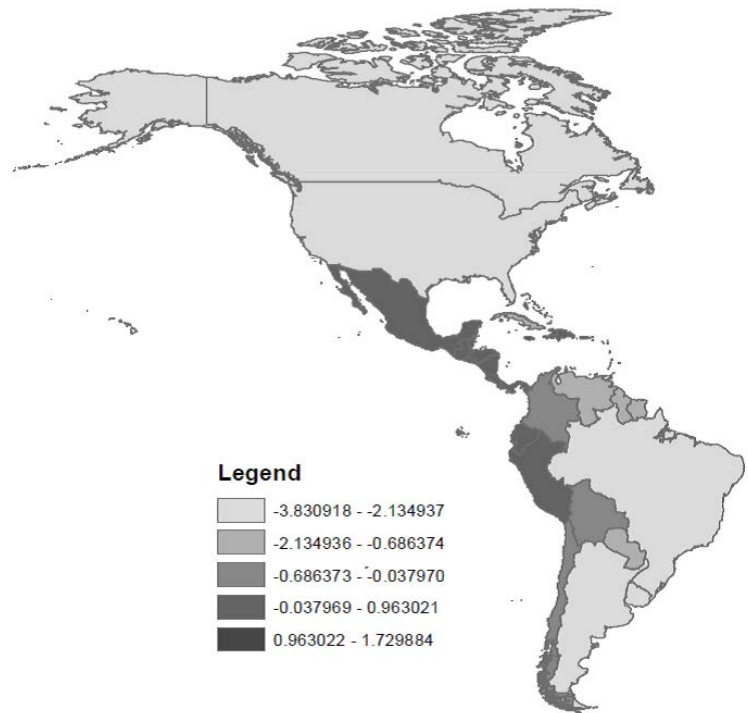 Legend
-3.830918 - -2.134937
-2.134936 - -0.686374
-0.686373 - -0.037970
-0.037969 - 0.963021
0.963022 - 1.729884